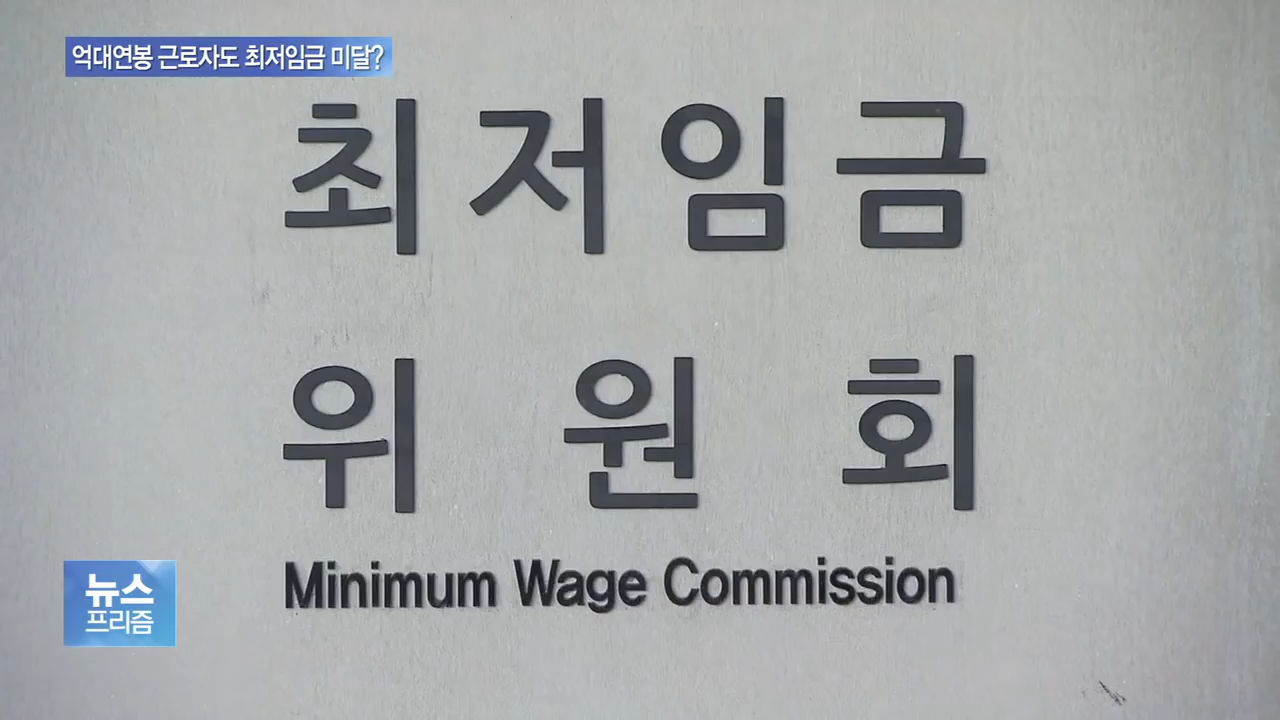 억대연봉 근로자도 최저임금 미달?
최저임금
위 원 회
Minimum Wage Commission
뉴스
프리즘